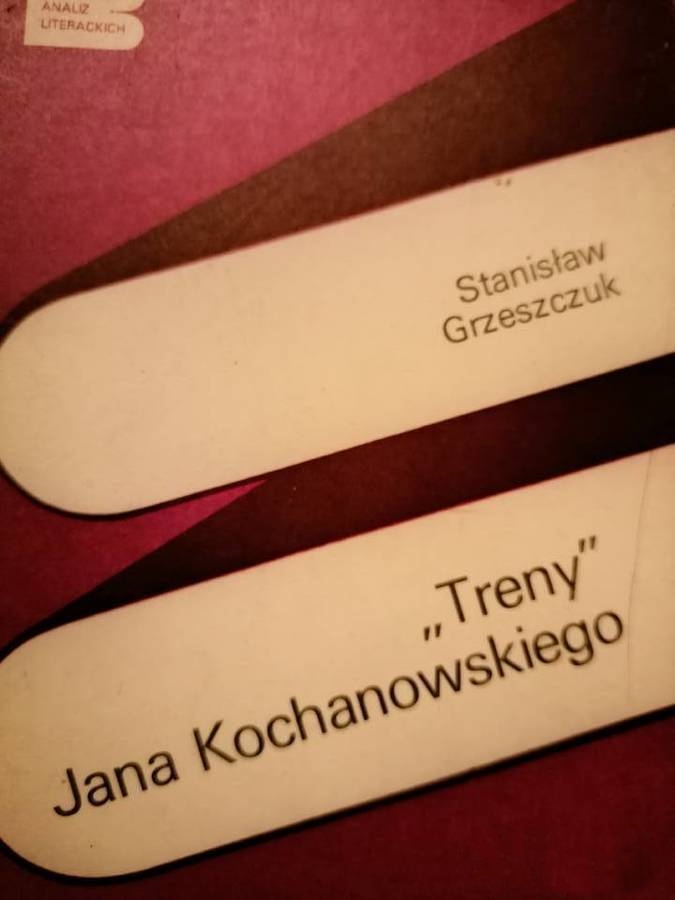 ANALIZ
LITERACKICH
Stanisław
Grzeszczuk
„Treny”
Jana Kochanowskiego